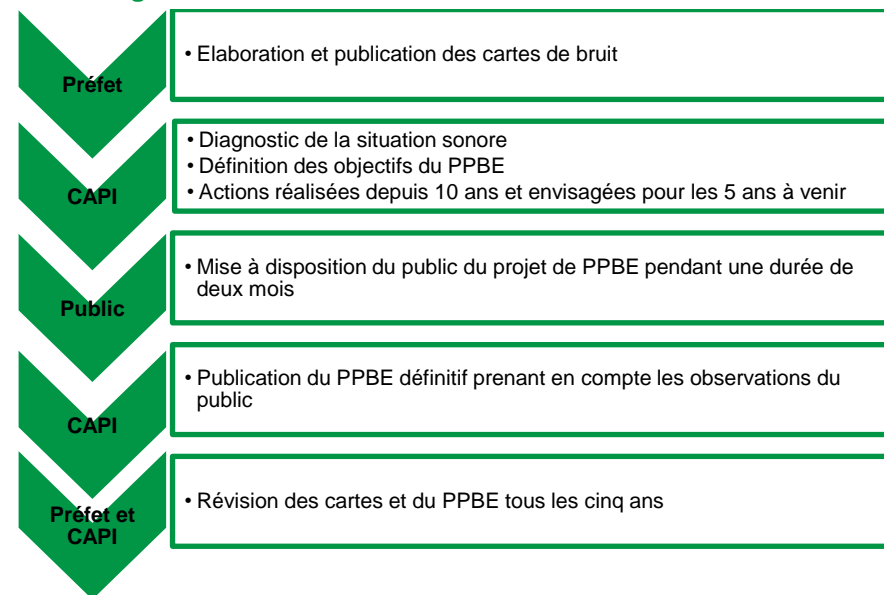 Préfet
• Elaboration et publication des cartes de bruit
CAPI
• Diagnostic de la situation sonore
• Définition des objectifs du PPBE
• Actions réalisées depuis 10 ans et envisagées pour les 5 ans à venir
Public
• Mise à disposition du public du projet de PPBE pendant une durée de
deux mois
CAPI
• Publication du PPBE définitif prenant en compte les observations du
public
Préfet et
CAPI
• Révision des cartes et du PPBE tous les cinq ans